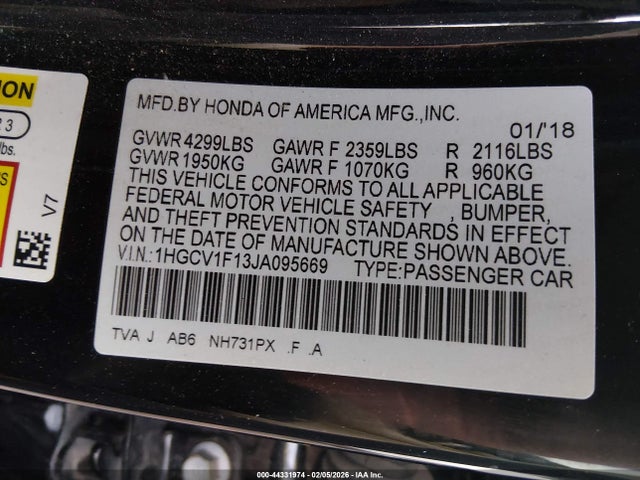 MFD.BY HONDA OF AMERICA MFG.,INC.
01/'18
GVWR 4299LBS GAWR F 2359LBS R 2116LBS
GVWR 1950KG GAWR F 1070KG R 960KG
THIS VEHICLE CONFORMS TO ALL APPLICABLE
FEDERAL MOTOR VEHICLE SAFETY , BUMPER,
AND THEFT PREVENTION STANDARDS IN EFFECT
ON THE DATE OF MANUFACTURE SHOWN ABOVE.
V.I.N.:1HGCV1F13JA095669 TYPE:PASSENGER CAR
TVA J AB6 NH731PX .F .A
ION
R 3
lbs.
V7
000-44331974 - 02/05/2026 - IAA Inc.